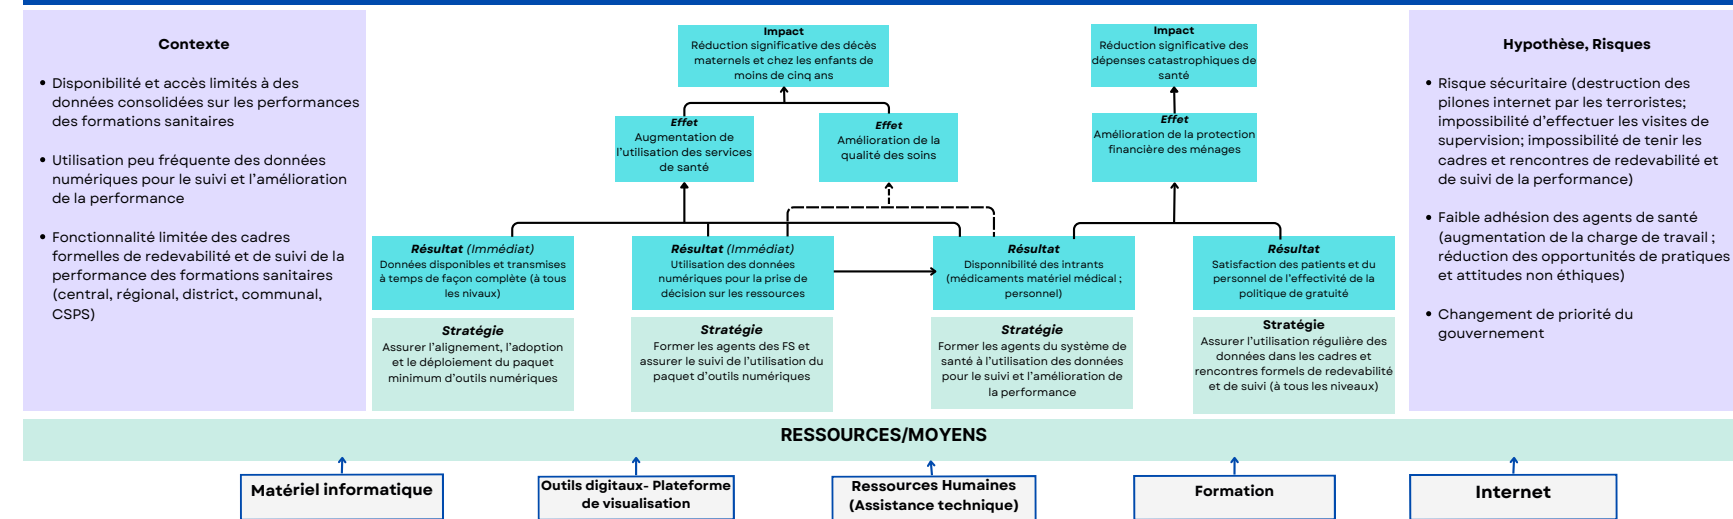 Contexte
• Disponibilité et accès limités à des
données consolidées sur les performances
des formations sanitaires
• Utilisation peu fréquente des données
numériques pour le suivi et l'amélioration
de la performance
• Fonctionnalité limitée des cadres
formelles de redevabilité et de suivi de la
performance des formations sanitaires
(central, régional, district, communal,
CSPS)
Impact
Réduction significative des décès
maternels et chez les enfants de
moins de cinq ans
Impact
Réduction significative des
dépenses catastrophiques de
santé
Effet
Augmentation de
l'utilisation des services
de santé
Effet
Amélioration de la
qualité des soins
Effet
Amélioration de la protection
financière des ménages
Résultat (Immédiat)
Données disponibles et transmises
à temps de façon complète (à tous
les nivaux)
Résultat (Immédiat)
Utilisation des données
numériques pour la prise de
décision sur les ressources
Résultat
Disponnibilité des intrants
(médicaments matériel médical ;
personnel)
Résultat
Satisfaction des patients et du
personnel de l'effectivité de la
politique de gratuité
Stratégie
Assurer l'alignement, l'adoption
et le déploiement du paquet
minimum d'outils numériques
Stratégie
Former les agents des FS et
assurer le suivi de l'utilisation du
paquet d'outils numériques
Stratégie
Former les agents du système de
santé à l'utilisation des données
pour le suivi et l'amélioration de
la performance
Stratégie
Assurer l'utilisation régulière des
données dans les cadres et
rencontres formels de redevabilité
et de suivi (à tous les niveaux)
Hypothèse, Risques
• Risque sécuritaire (destruction des
pilones internet par les terroristes;
impossibilité d'effectuer les visites de
supervision; impossibilité de tenir les
cadres et rencontres de redevabilité et
de suivi de la performance)
• Faible adhésion des agents de santé
(augmentation de la charge de travail ;
réduction des opportunités de pratiques
et attitudes non éthiques)
• Changement de priorité du
gouvernement
RESSOURCES/MOYENS
Matériel informatique
Outils digitaux- Plateforme
de visualisation
Ressources Humaines
(Assistance technique)
Formation
Internet